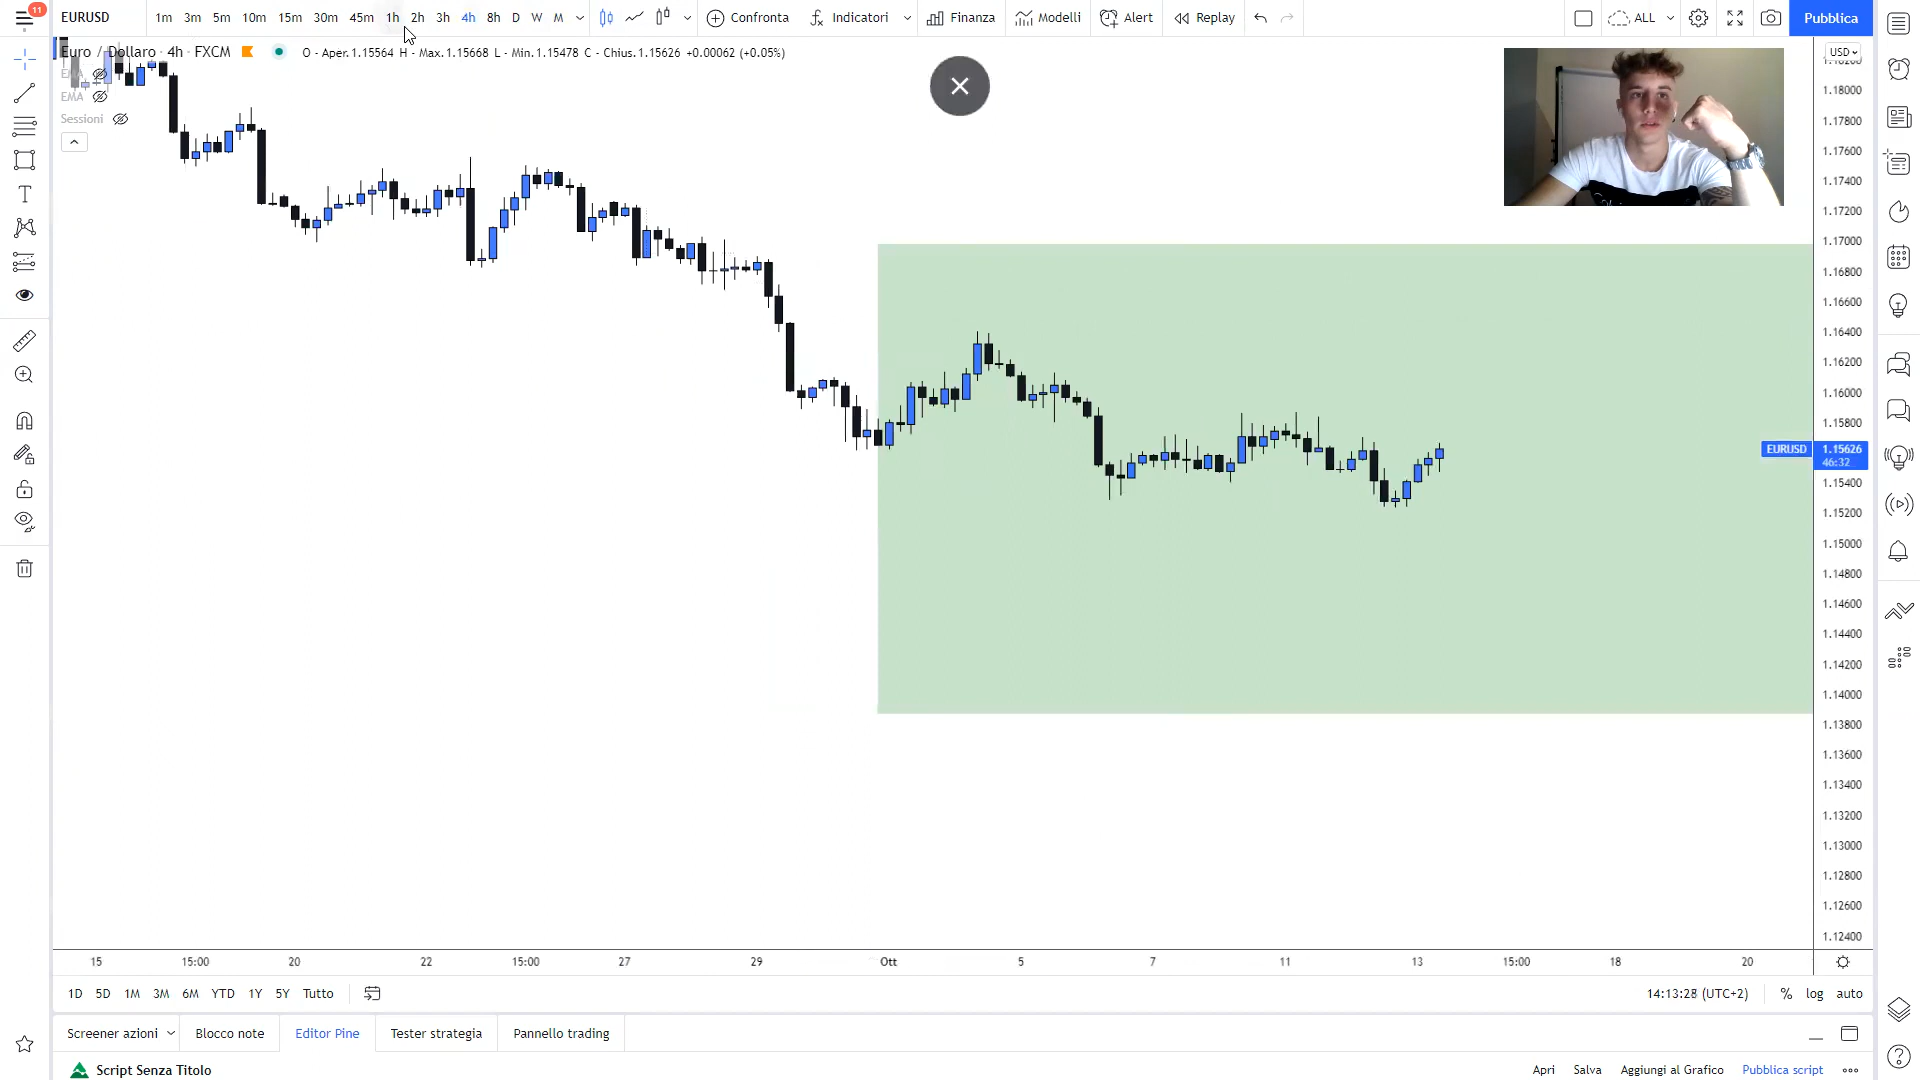 11
EURUSD 1m 3m 5m 10m 15m 30m 45m 1h 2h 3h 4h 8h D W M Confronta Indicatori Finanza Modelli Alert Replay ALL Pubblica
Euro / Dollaro · 4h · FXCM O - Aper.1.15564 H - Max.1.15668 L - Min.1.15478 C - Chius.1.15626 +0.00062 (+0.05%)
USD
EMA
EMA
Sessioni
1.18000
1.17800
1.17600
1.17400
1.17200
1.17000
1.16800
1.16600
1.16400
1.16200
1.16000
1.15800
EURUSD 1.15626
46:32
1.15400
1.15200
1.15000
1.14800
1.14600
1.14400
1.14200
1.14000
1.13800
1.13600
1.13400
1.13200
1.13000
1.12800
1.12600
1.12400
15 15:00 20 22 15:00 27 29 Ott 5 7 11 13 15:00 18 20
1D 5D 1M 3M 6M YTD 1Y 5Y Tutto 14:13:28 (UTC+2) % log auto
Screener azioni Blocco note Editor Pine Tester strategia Pannello trading
Script Senza Titolo Apri Salva Aggiungi al Grafico Pubblica script